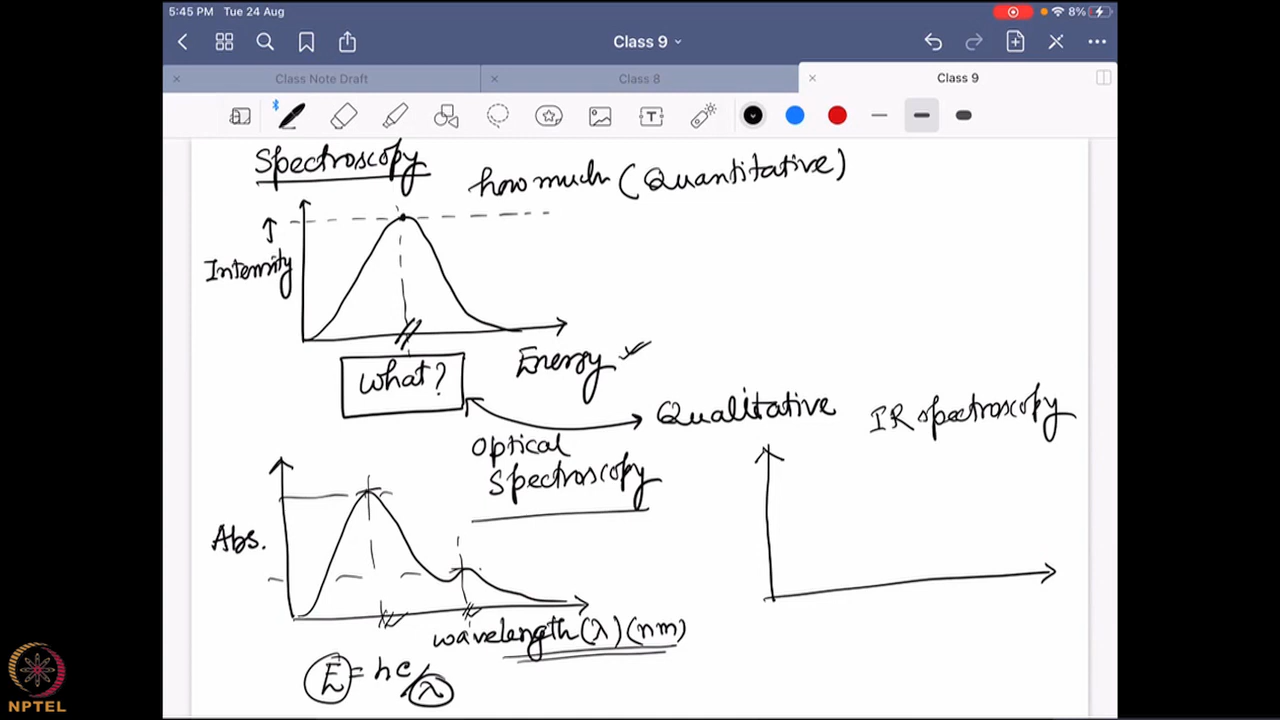 5:45 PM Tue 24 Aug
8%
Class 9
Class Note Draft
Class 8
Class 9
T
Spectroscopy
how much (Quantitative)
Intensity
Energy
What?
Qualitative
IR spectroscopy
Optical
Spectroscopy
Abs.
wavelength (λ) (nm)
E = hc/λ
NPTEL